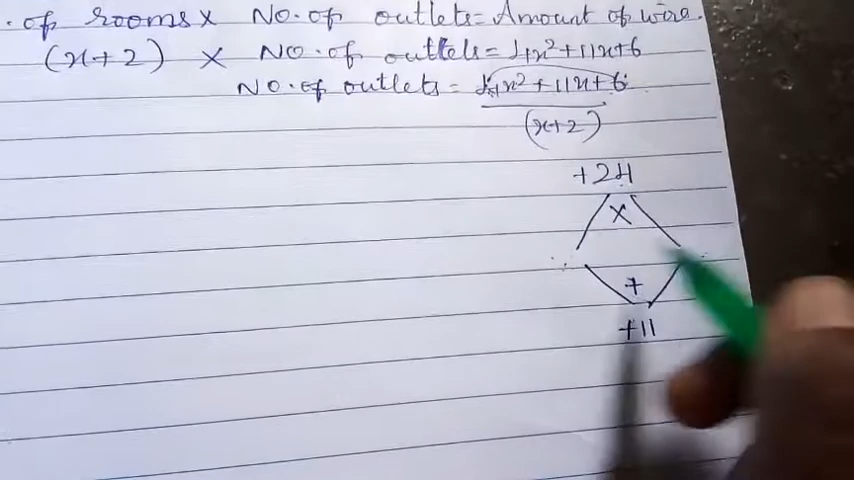 . of rooms x No. of outlets = Amount of wire.
(x+2) x No. of outlets = 4x²+11x+6
No. of outlets = 4x²+11x+6
(x+2)
+24
x
+
+11